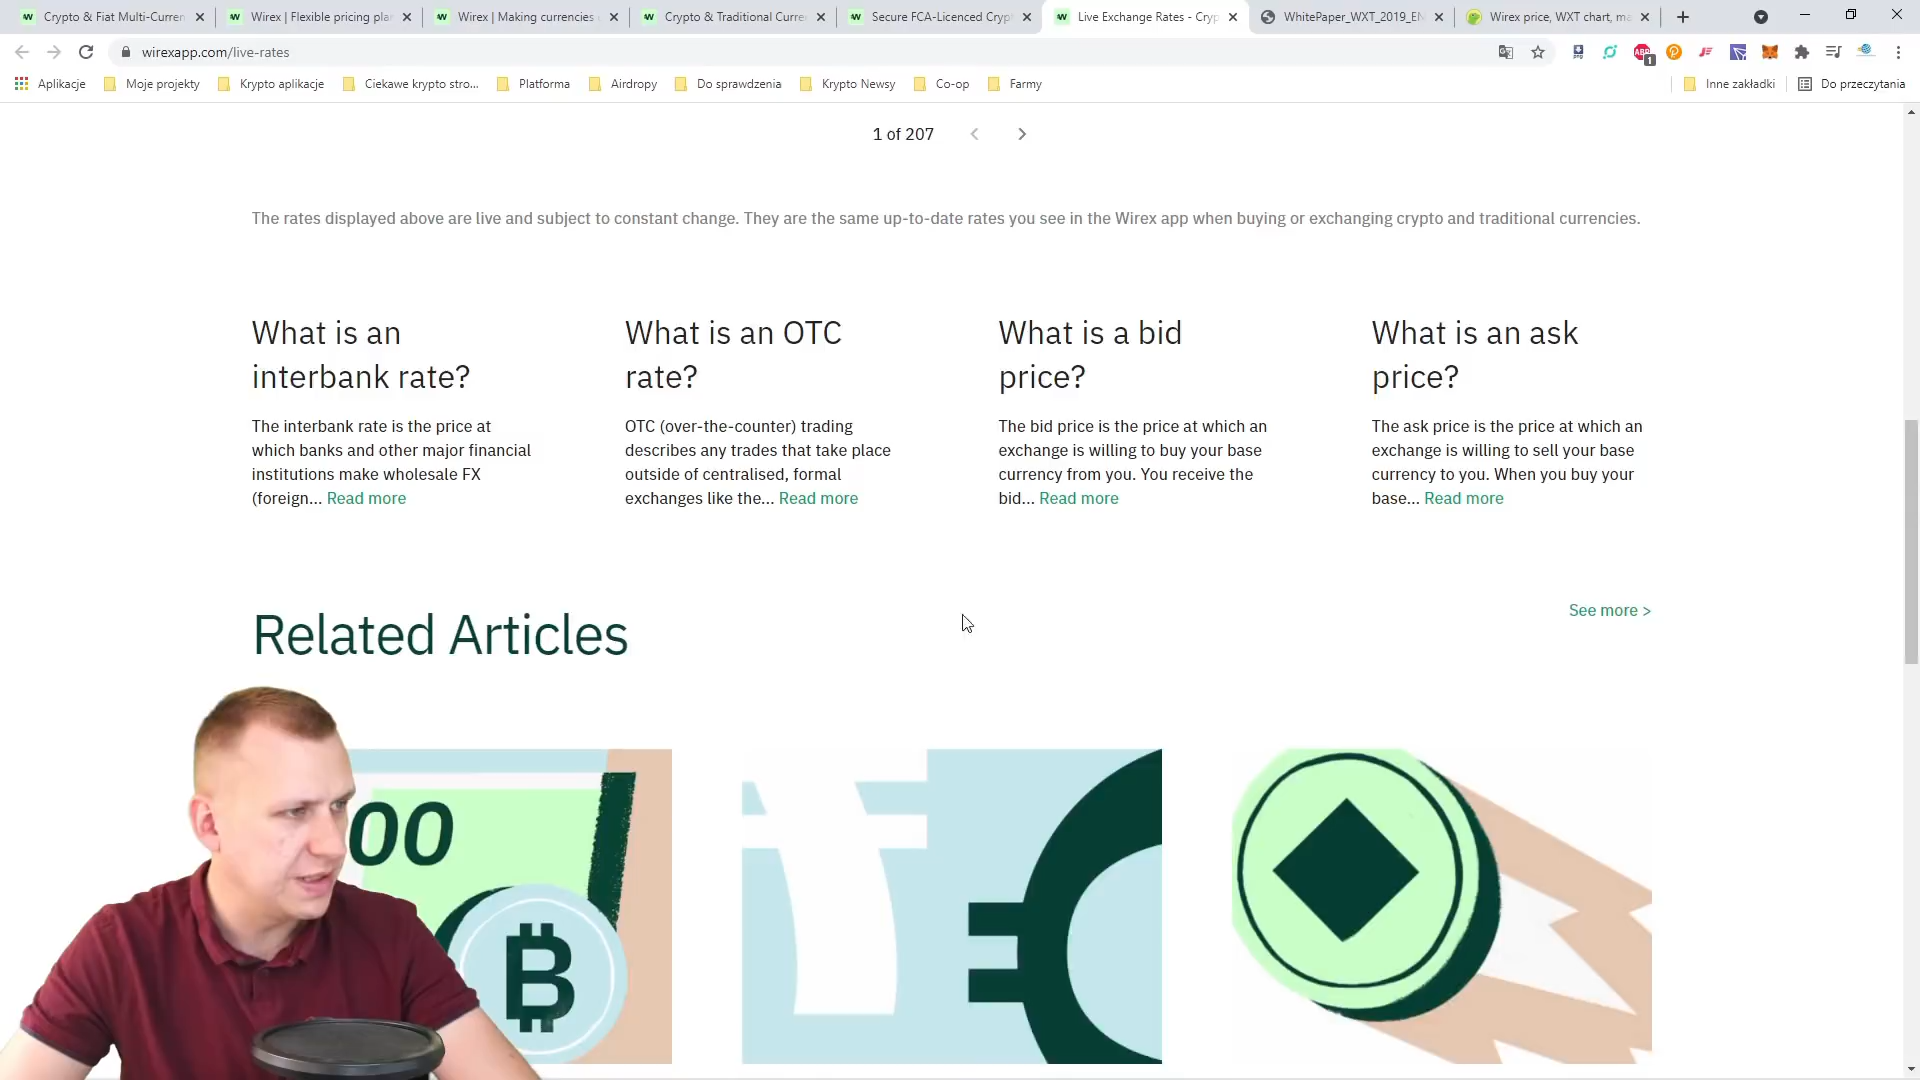 Crypto & Fiat Multi-Curren
Wirex | Flexible pricing pla
Wirex | Making currencies
Crypto & Traditional Curre
Secure FCA-Licenced Cryp
Live Exchange Rates - Cryp
WhitePaper_WXT_2019_EN
Wirex price, WXT chart, ma
wirexapp.com/live-rates
ABP
1
Aplikacje
Moje projekty
Krypto aplikacje
Ciekawe krypto stro...
Platforma
Airdropy
Do sprawdzenia
Krypto Newsy
Co-op
Farmy
Inne zakładki
Do przeczytania
1 of 207
The rates displayed above are live and subject to constant change. They are the same up-to-date rates you see in the Wirex app when buying or exchanging crypto and traditional currencies.
What is an
interbank rate?
The interbank rate is the price at
which banks and other major financial
institutions make wholesale FX
(foreign... Read more
What is an OTC
rate?
OTC (over-the-counter) trading
describes any trades that take place
outside of centralised, formal
exchanges like the... Read more
What is a bid
price?
The bid price is the price at which an
exchange is willing to buy your base
currency from you. You receive the
bid... Read more
What is an ask
price?
The ask price is the price at which an
exchange is willing to sell your base
currency to you. When you buy your
base... Read more
Related Articles
See more >
00